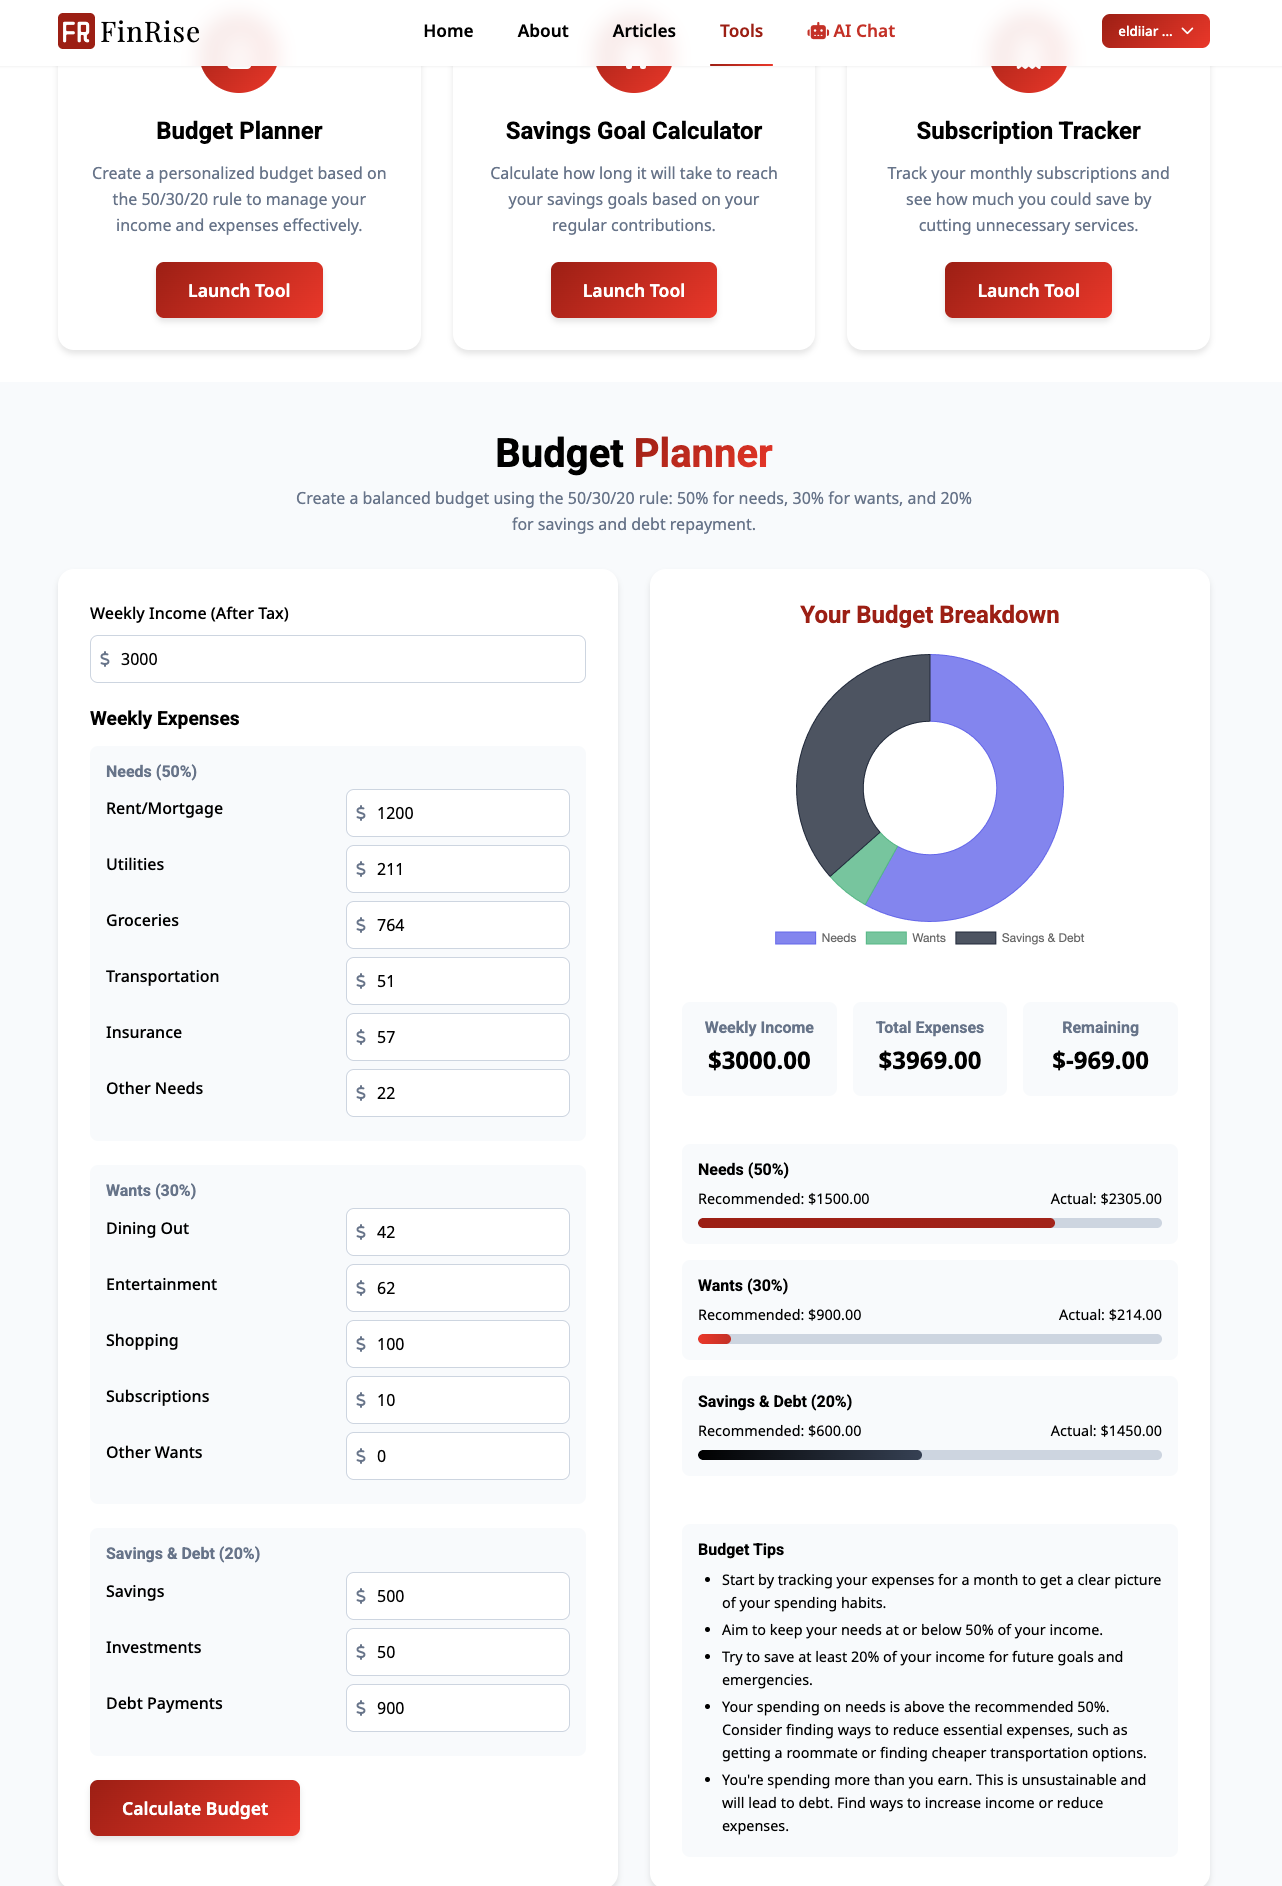 FR FinRise
Home
About
Articles
Tools
AI Chat
eldiiar ...
Budget Planner
Create a personalized budget based on
the 50/30/20 rule to manage your
income and expenses effectively.
Launch Tool
Savings Goal Calculator
Calculate how long it will take to reach
your savings goals based on your
regular contributions.
Launch Tool
Subscription Tracker
Track your monthly subscriptions and
see how much you could save by
cutting unnecessary services.
Launch Tool
Budget Planner
Create a balanced budget using the 50/30/20 rule: 50% for needs, 30% for wants, and 20%
for savings and debt repayment.
Weekly Income (After Tax)
$ 3000
Weekly Expenses
Needs (50%)
Rent/Mortgage $ 1200
Utilities $ 211
Groceries $ 764
Transportation $ 51
Insurance $ 57
Other Needs $ 22
Wants (30%)
Dining Out $ 42
Entertainment $ 62
Shopping $ 100
Subscriptions $ 10
Other Wants $ 0
Savings & Debt (20%)
Savings $ 500
Investments $ 50
Debt Payments $ 900
Calculate Budget
Your Budget Breakdown
Needs Wants Savings & Debt
Weekly Income
$3000.00
Total Expenses
$3969.00
Remaining
$-969.00
Needs (50%)
Recommended: $1500.00 Actual: $2305.00
Wants (30%)
Recommended: $900.00 Actual: $214.00
Savings & Debt (20%)
Recommended: $600.00 Actual: $1450.00
Budget Tips
• Start by tracking your expenses for a month to get a clear picture
of your spending habits.
• Aim to keep your needs at or below 50% of your income.
• Try to save at least 20% of your income for future goals and
emergencies.
• Your spending on needs is above the recommended 50%.
Consider finding ways to reduce essential expenses, such as
getting a roommate or finding cheaper transportation options.
• You're spending more than you earn. This is unsustainable and
will lead to debt. Find ways to increase income or reduce
expenses.